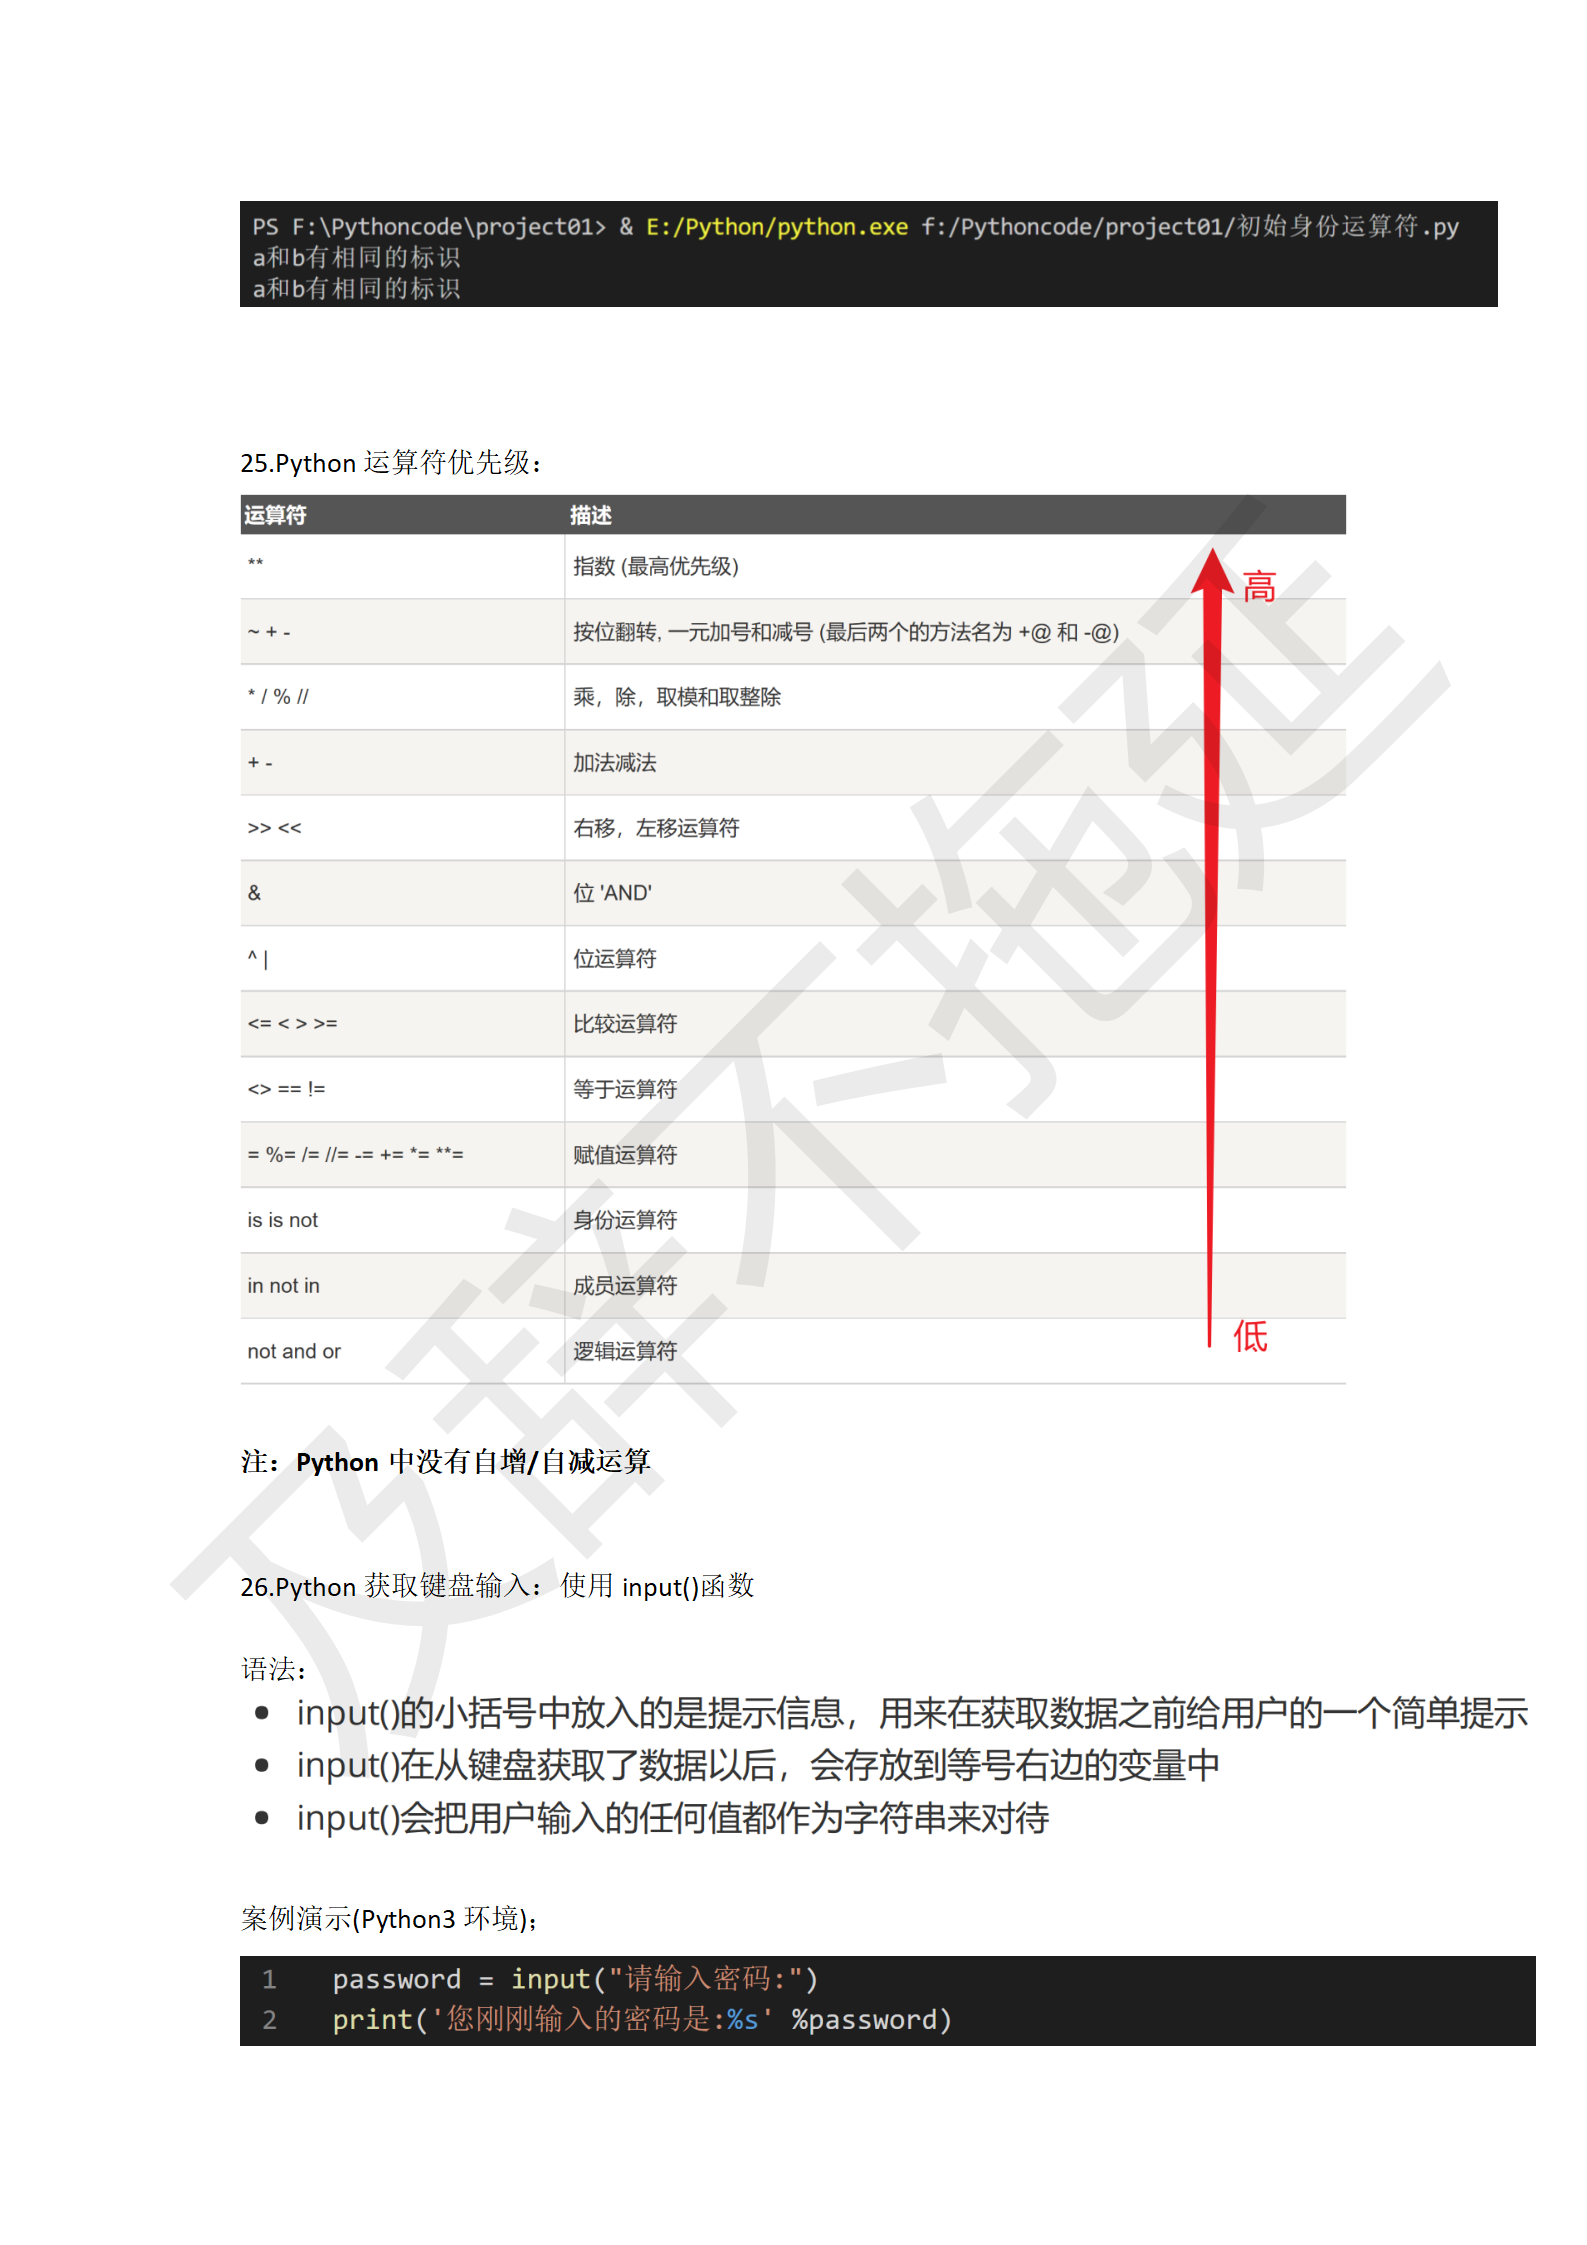 PS F:\Pythoncode\project01> & E:/Python/python.exe f:/Pythoncode/project01/初始身份运算符.py
a和b有相同的标识
a和b有相同的标识
25.Python 运算符优先级：
运算符 描述
** 指数 (最高优先级)
高
~ + - 按位翻转, 一元加号和减号 (最后两个的方法名为 +@ 和 -@)
* / % // 乘，除，取模和取整除
+ - 加法减法
>> << 右移，左移运算符
& 位 'AND'
^ | 位运算符
<= < > >= 比较运算符
<> == != 等于运算符
= %= /= //= -= += *= **= 赋值运算符
is is not 身份运算符
in not in 成员运算符
低
not and or 逻辑运算符
注：Python 中没有自增/自减运算
26.Python 获取键盘输入：使用 input()函数
语法：
• input()的小括号中放入的是提示信息，用来在获取数据之前给用户的一个简单提示
• input()在从键盘获取了数据以后，会存放到等号右边的变量中
• input()会把用户输入的任何值都作为字符串来对待
案例演示(Python3 环境)；
1 password = input("请输入密码:")
2 print('您刚刚输入的密码是:%s' %password)
及辞不拖延